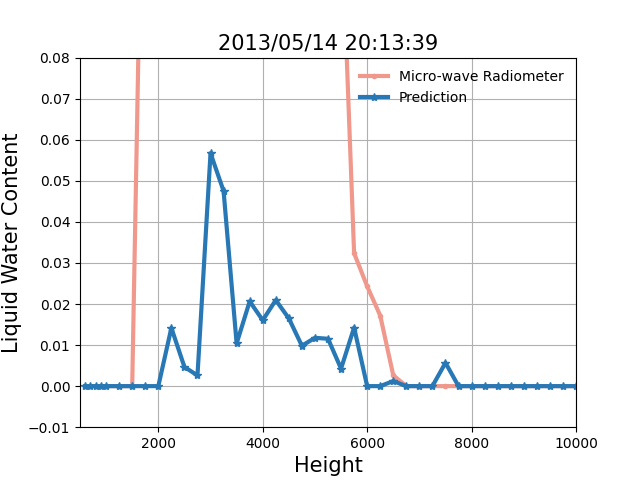 2013/05/14 20:13:39
0.08
0.07
0.06
0.05
0.04
0.03
0.02
0.01
0.00
−0.01
Liquid Water Content
Micro-wave Radiometer
Prediction
2000 4000 6000 8000 10000
Height